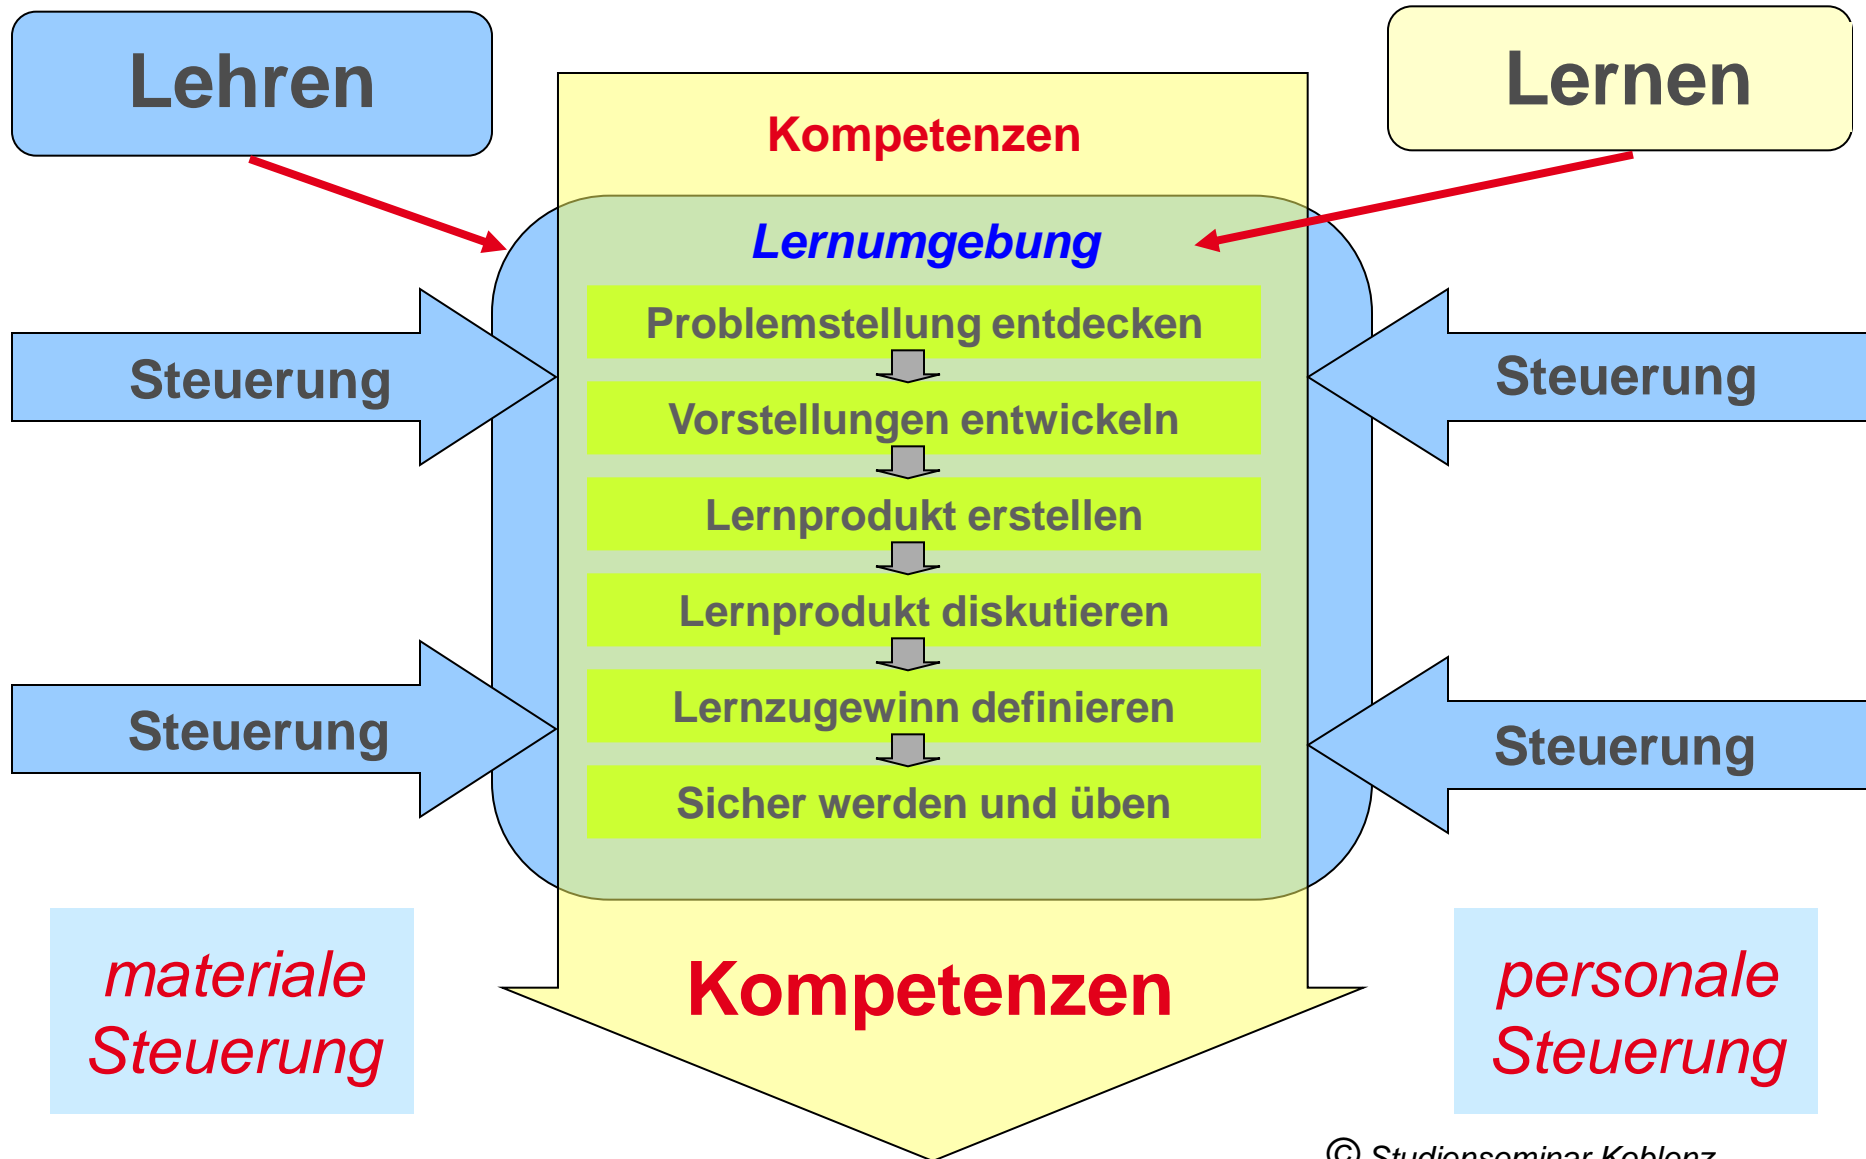 Lehren
Lernen
Kompetenzen
Lernumgebung
Problemstellung entdecken
Steuerung
Steuerung
Vorstellungen entwickeln
Lernprodukt erstellen
Lernprodukt diskutieren
Lernzugewinn definieren
Steuerung
Steuerung
Sicher werden und üben
materiale
Steuerung
Kompetenzen
personale
Steuerung
© Studienseminar Koblenz